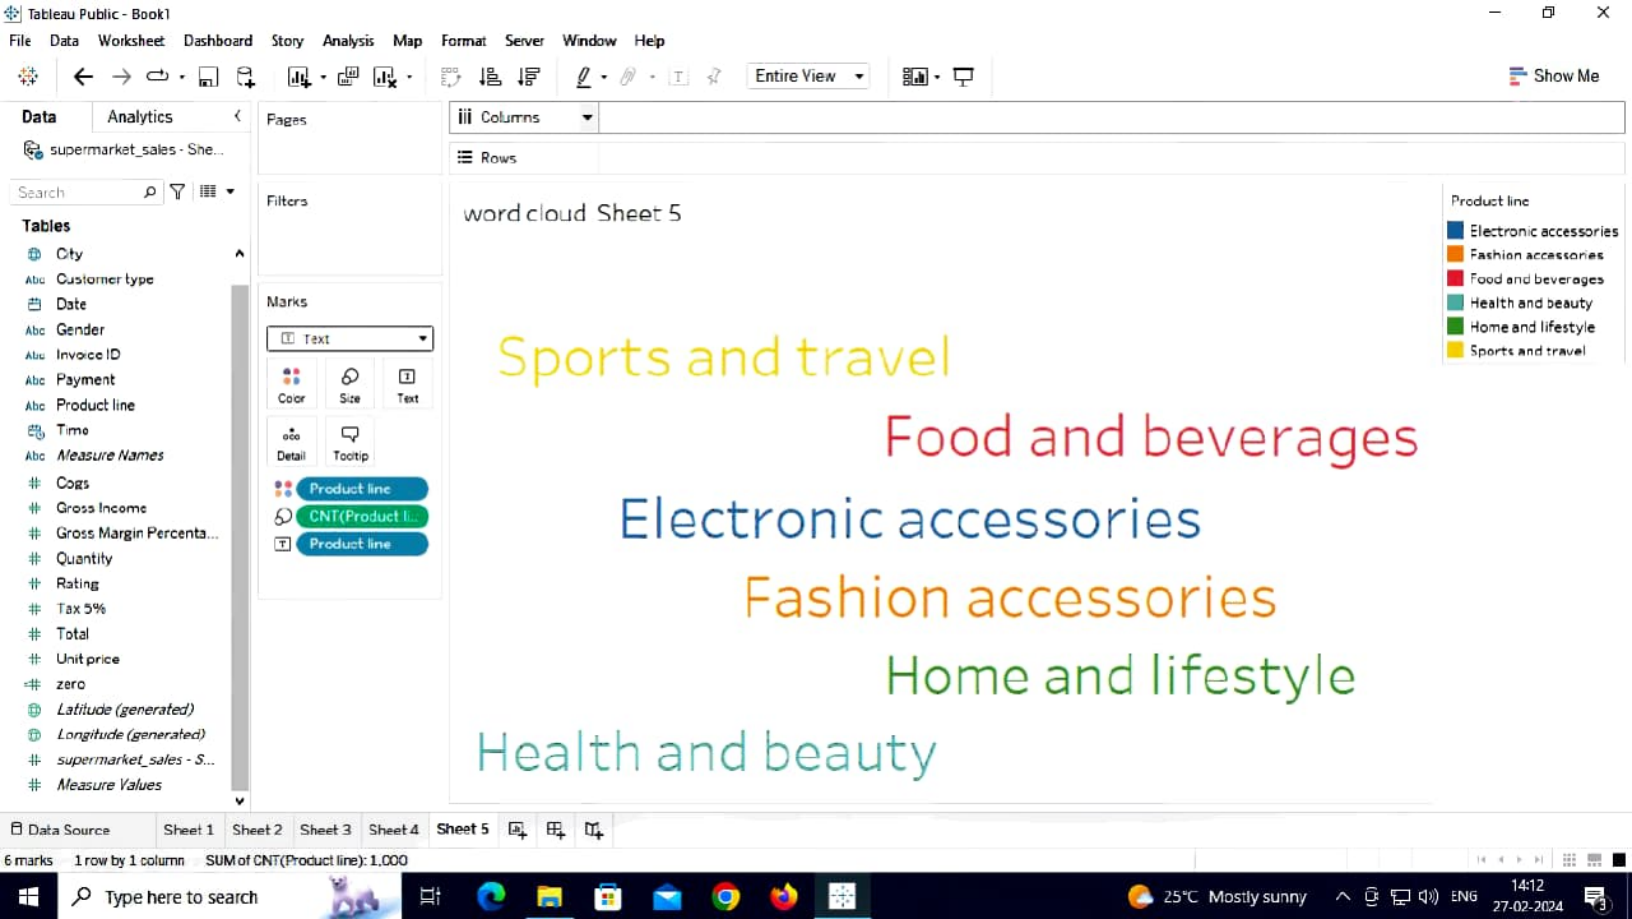 Tableau Public - Book1
File Data Worksheet Dashboard Story Analysis Map Format Server Window Help
Entire View
Show Me
Data Analytics
supermarket_sales - She...
Search
Tables
City
Abc Customer type
Date
Abc Gender
Abc Invoice ID
Abc Payment
Abc Product line
Time
Abc Measure Names
# Cogs
# Gross Income
# Gross Margin Percenta...
# Quantity
# Rating
# Tax 5%
# Total
# Unit price
=# zero
Latitude (generated)
Longitude (generated)
# supermarket_sales - S...
# Measure Values
Pages
Filters
Marks
T Text
Color Size Text
Detail Tooltip
Product line
CNT(Product li..
T Product line
iii Columns
Rows
word cloud Sheet 5
Sports and travel
Food and beverages
Electronic accessories
Fashion accessories
Home and lifestyle
Health and beauty
Product line
Electronic accessories
Fashion accessories
Food and beverages
Health and beauty
Home and lifestyle
Sports and travel
Data Source Sheet 1 Sheet 2 Sheet 3 Sheet 4 Sheet 5
6 marks 1 row by 1 column SUM of CNT(Product line): 1,000
Type here to search
25°C Mostly sunny
ENG
14:12
27-02-2024
3